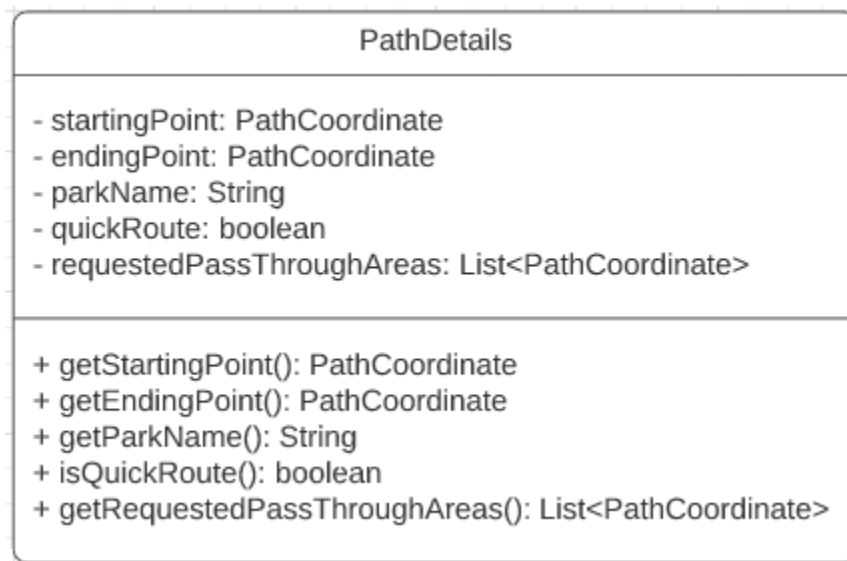 PathDetails
- startingPoint: PathCoordinate
- endingPoint: PathCoordinate
- parkName: String
- quickRoute: boolean
- requestedPassThroughAreas: List<PathCoordinate>
+ getStartingPoint(): PathCoordinate
+ getEndingPoint(): PathCoordinate
+ getParkName(): String
+ isQuickRoute(): boolean
+ getRequestedPassThroughAreas(): List<PathCoordinate>